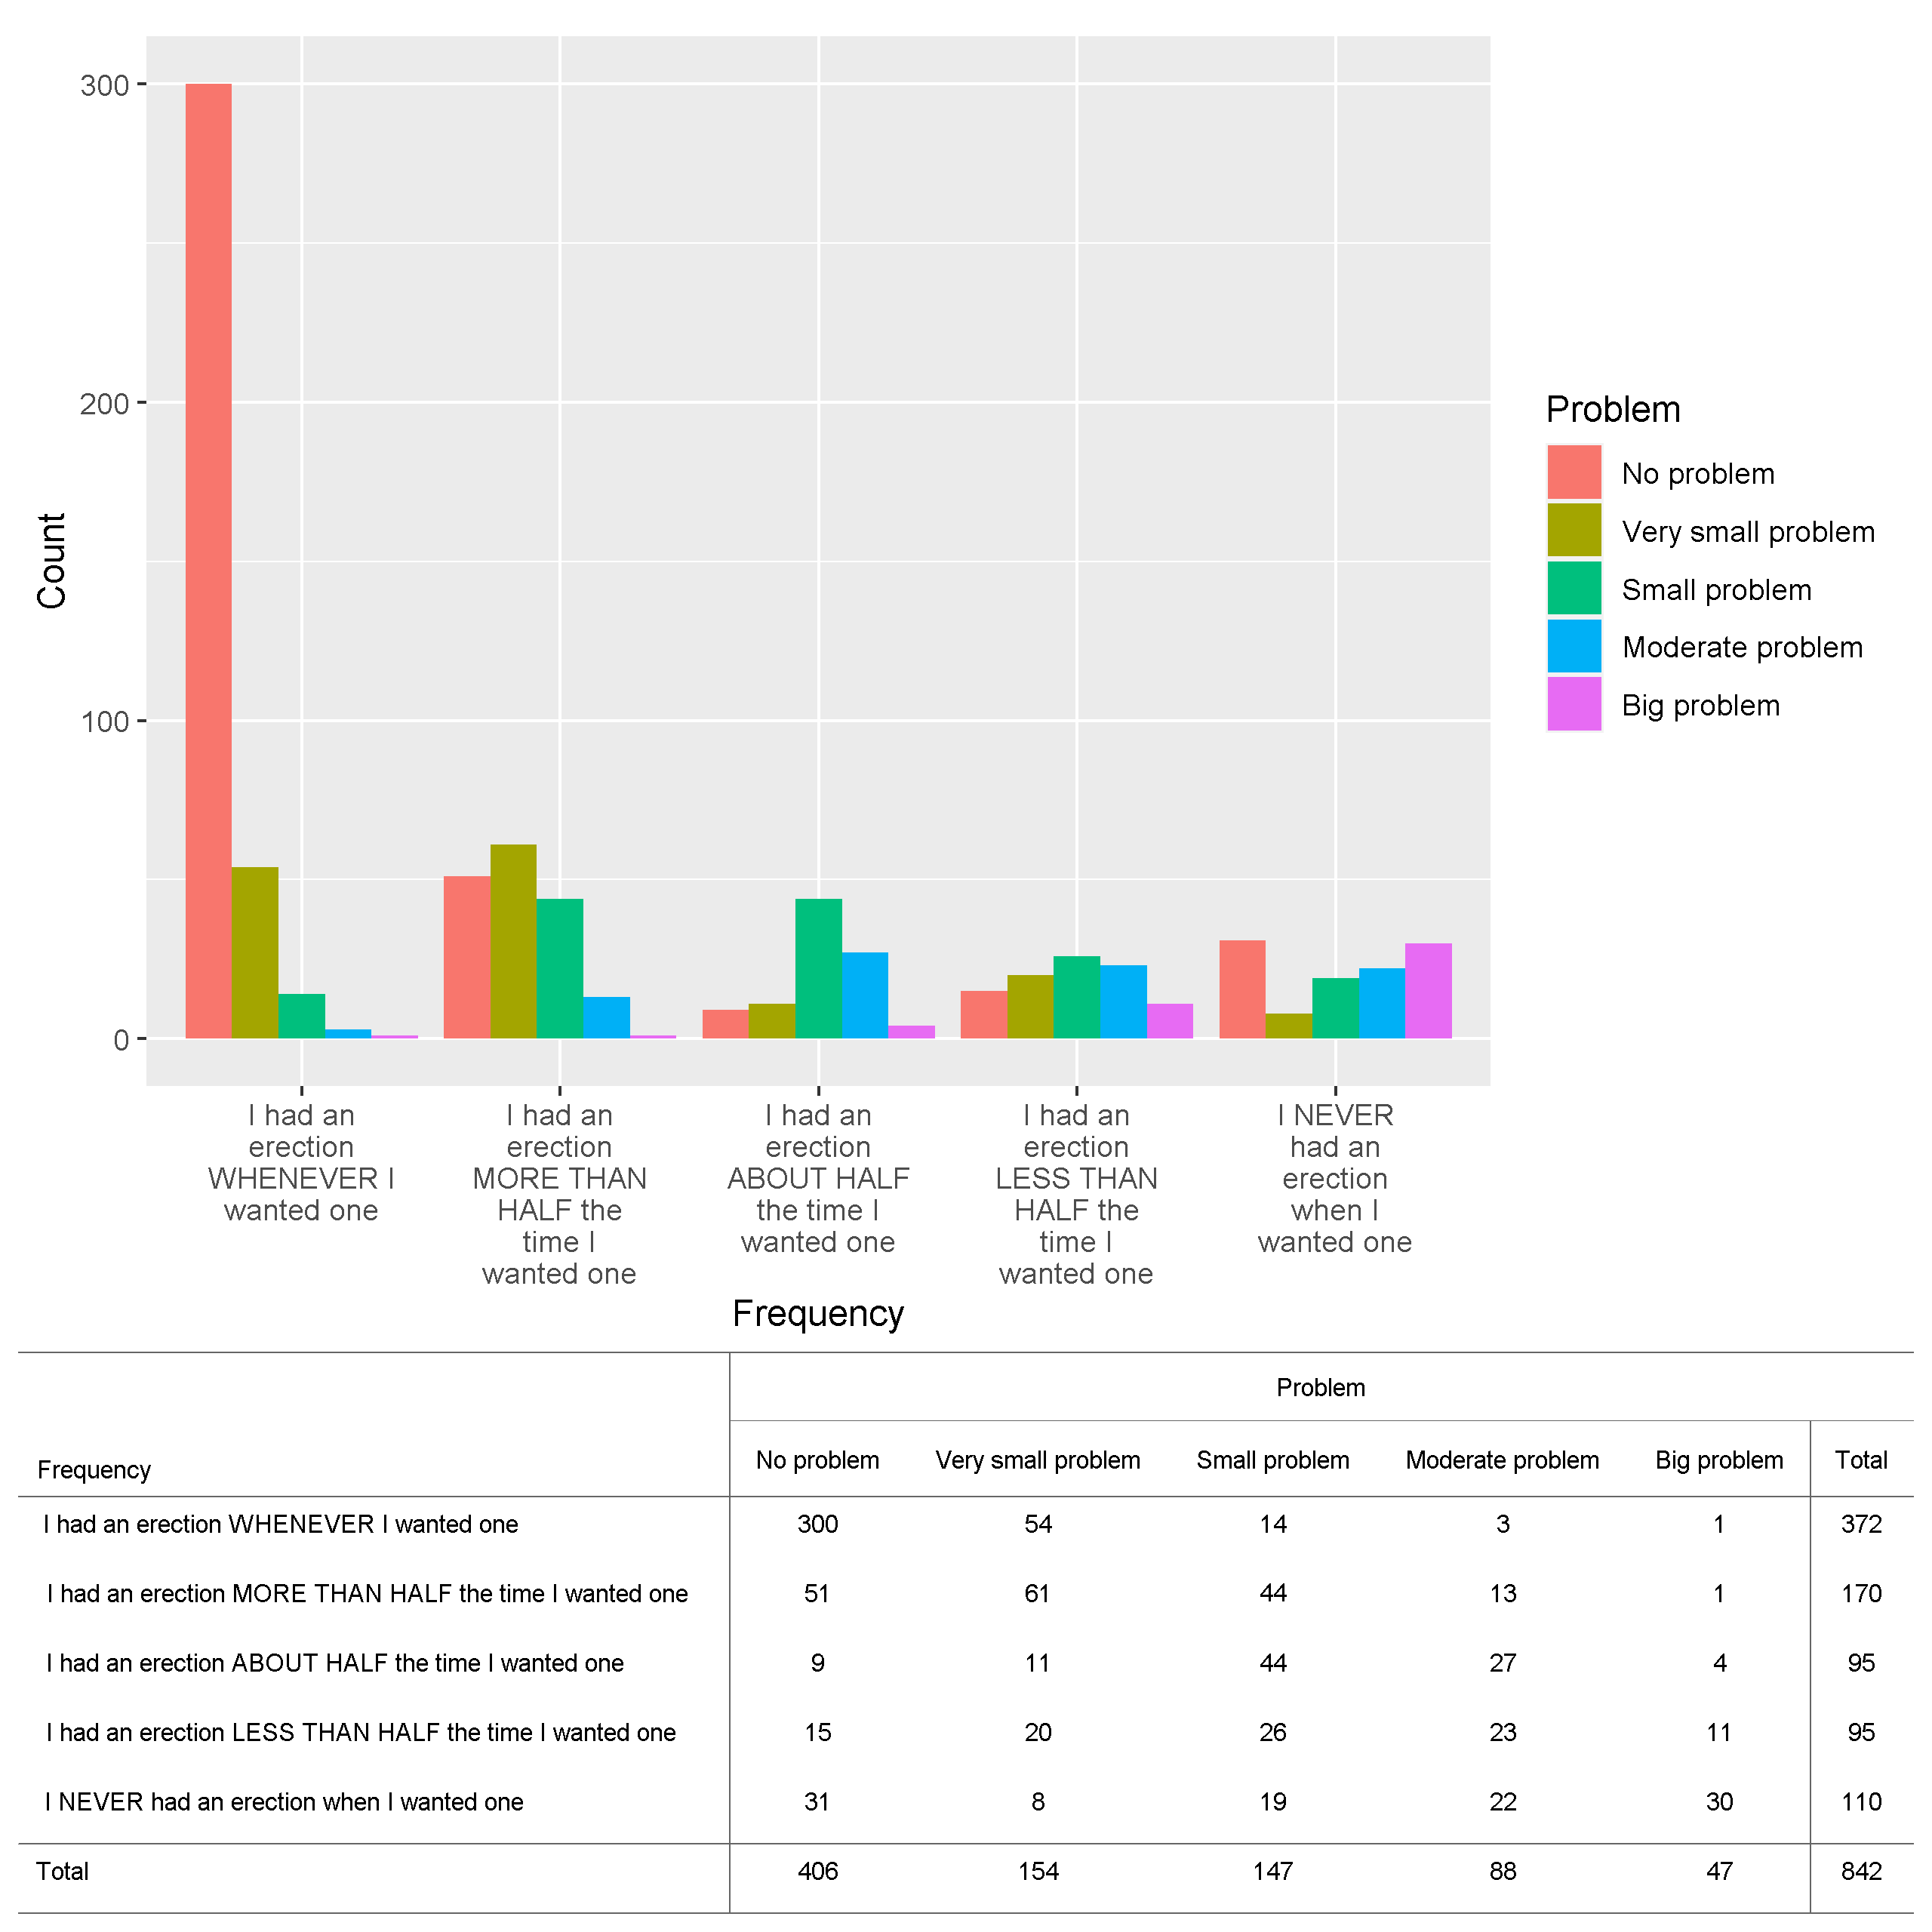 300
200
100
0
Count
I had an
erection
WHENEVER I
wanted one
I had an
erection
MORE THAN
HALF the
time I
wanted one
I had an
erection
ABOUT HALF
the time I
wanted one
I had an
erection
LESS THAN
HALF the
time I
wanted one
I NEVER
had an
erection
when I
wanted one
Frequency
Problem
No problem
Very small problem
Small problem
Moderate problem
Big problem
Problem
Frequency No problem Very small problem Small problem Moderate problem Big problem Total
I had an erection WHENEVER I wanted one 300 54 14 3 1 372
I had an erection MORE THAN HALF the time I wanted one 51 61 44 13 1 170
I had an erection ABOUT HALF the time I wanted one 9 11 44 27 4 95
I had an erection LESS THAN HALF the time I wanted one 15 20 26 23 11 95
I NEVER had an erection when I wanted one 31 8 19 22 30 110
Total 406 154 147 88 47 842